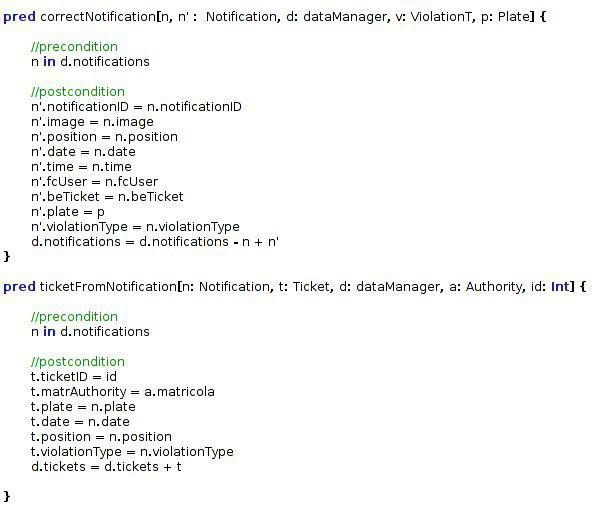 pred correctNotification[n, n' :  Notification, d: dataManager, v: ViolationT, p: Plate] {
//precondition
n in d.notifications
//postcondition
n'.notificationID = n.notificationID
n'.image = n.image
n'.position = n.position
n'.date = n.date
n'.time = n.time
n'.fcUser = n.fcUser
n'.beTicket = n.beTicket
n'.plate = p
n'.violationType = n.violationType
d.notifications = d.notifications - n + n'
}
pred ticketFromNotification[n: Notification, t: Ticket, d: dataManager, a: Authority, id: Int] {
//precondition
n in d.notifications
//postcondition
t.ticketID = id
t.matrAuthority = a.matricola
t.plate = n.plate
t.date = n.date
t.position = n.position
t.violationType = n.violationType
d.tickets = d.tickets + t
}